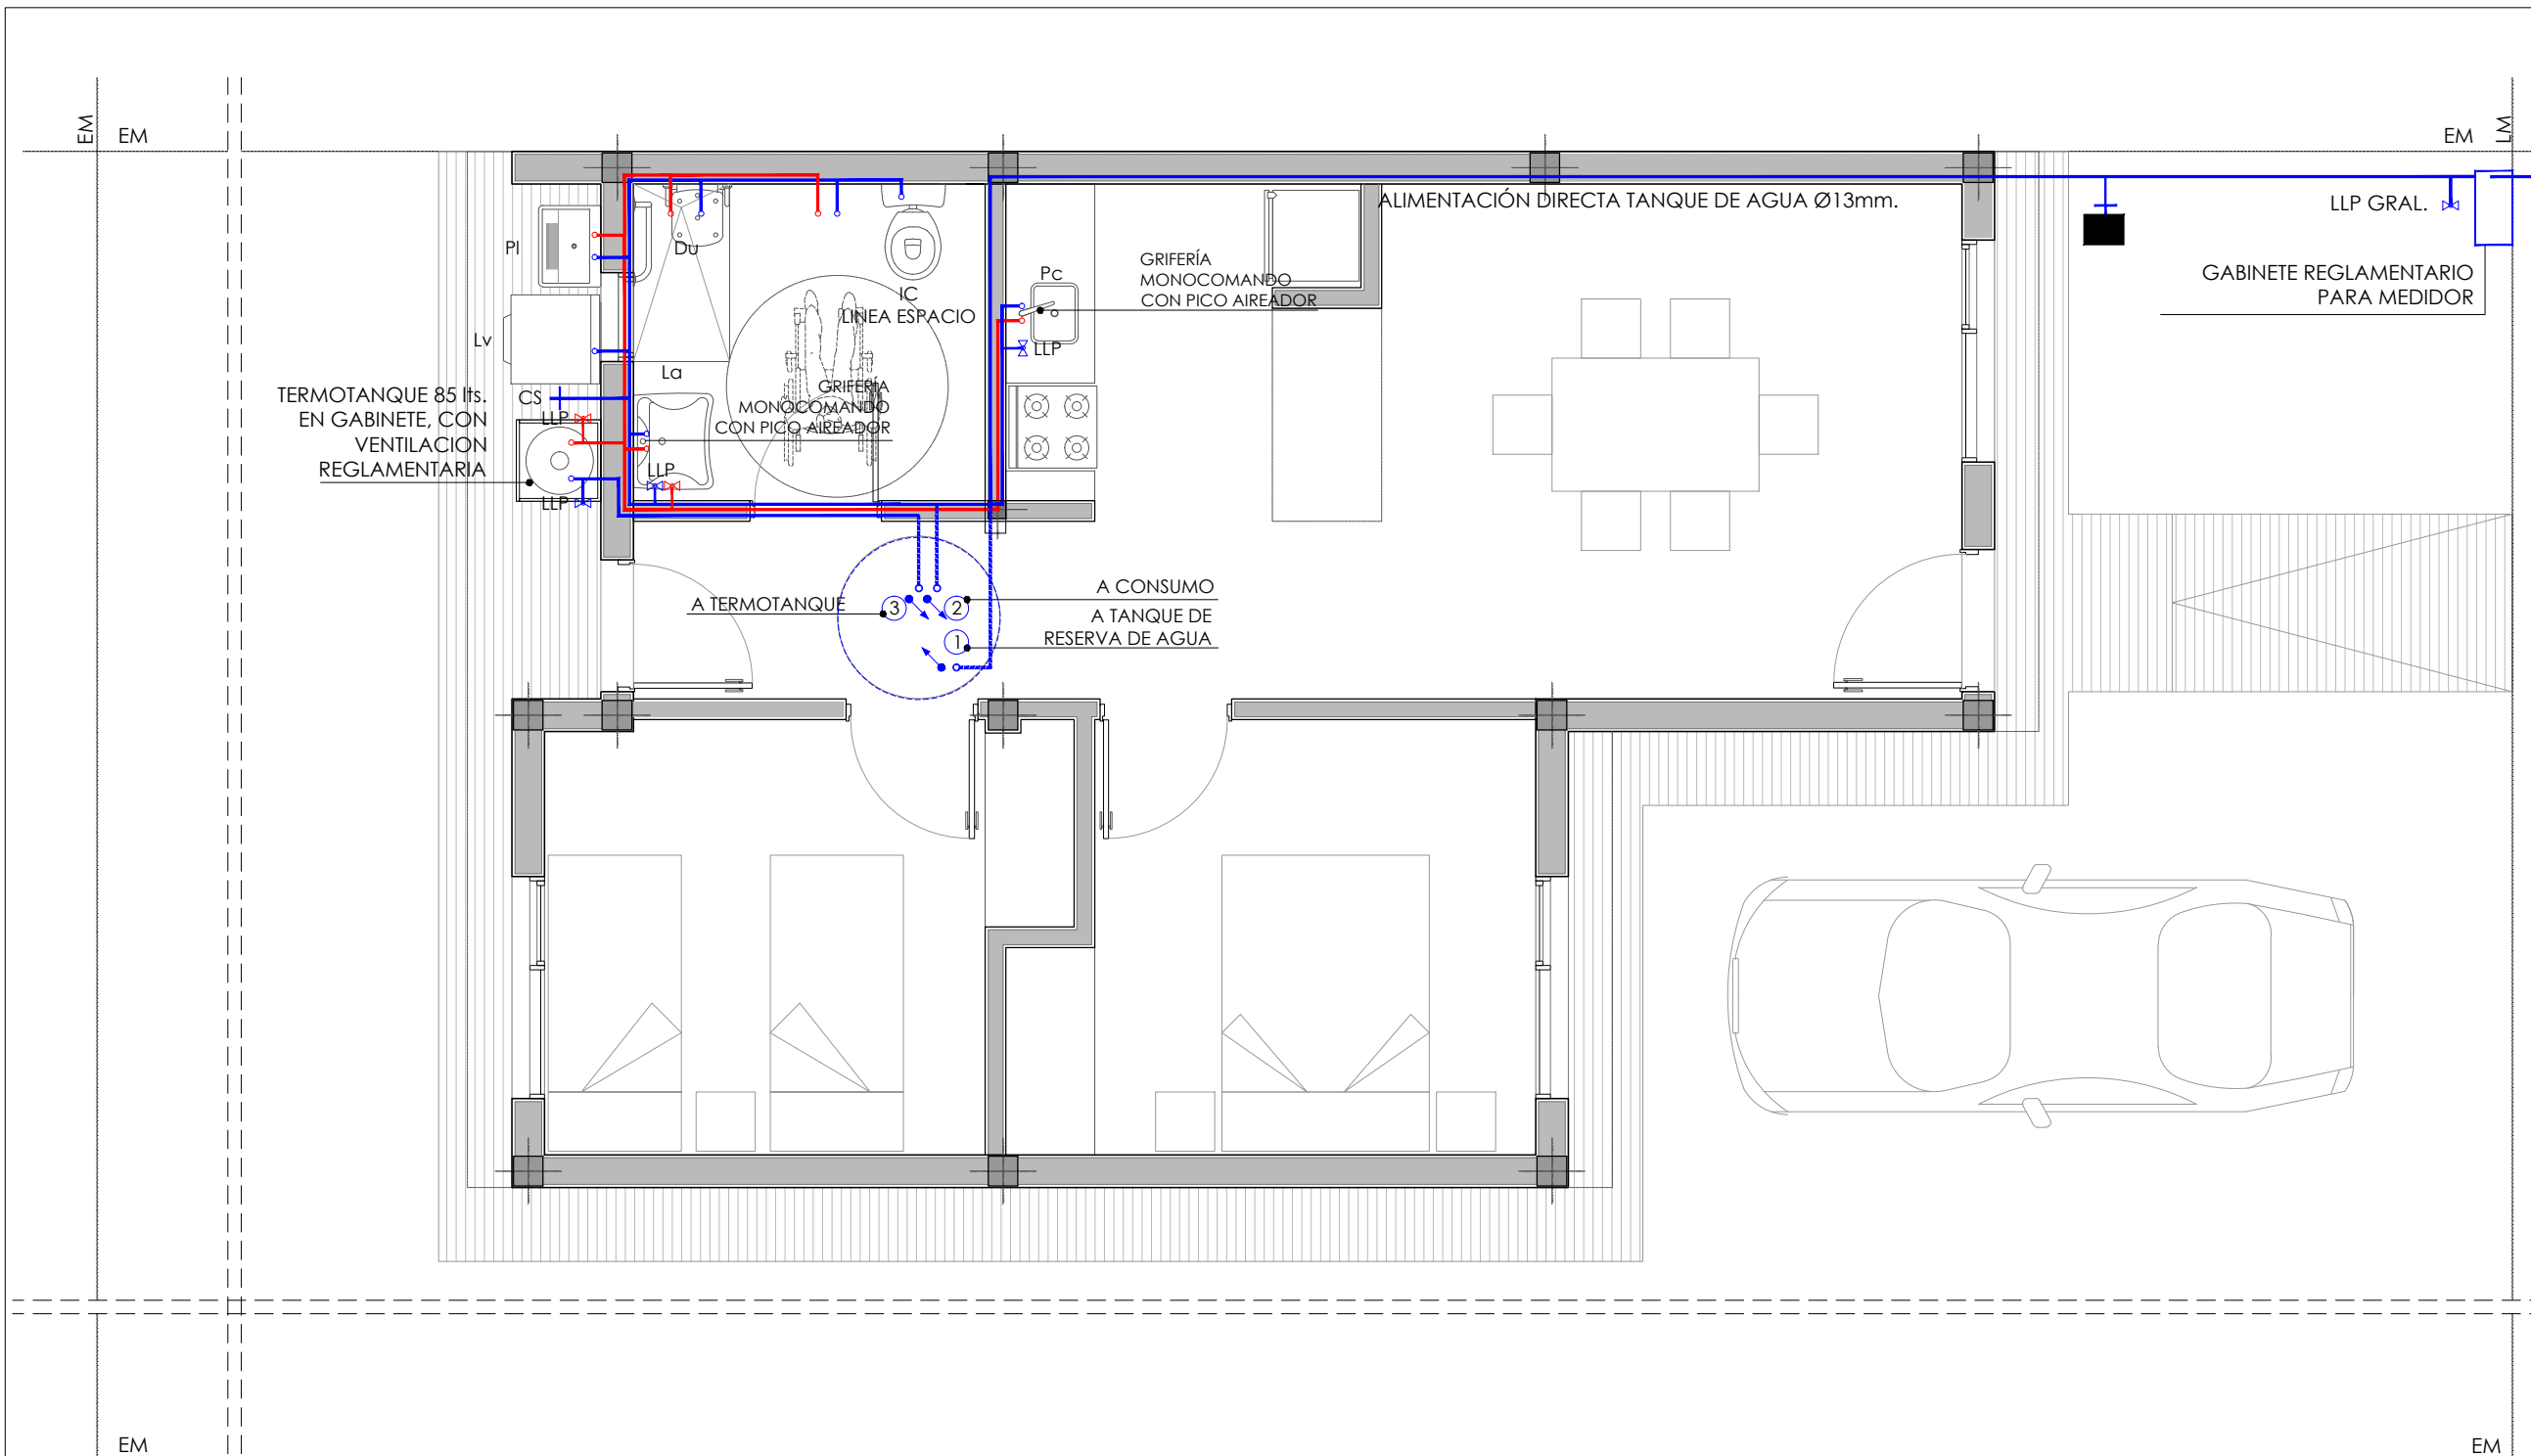 EM
EM
EM
LM
ALIMENTACIÓN DIRECTA TANQUE DE AGUA Ø13mm.
LLP GRAL.
GABINETE REGLAMENTARIO
PARA MEDIDOR
Pl
Du
IC
LINEA ESPACIO
Pc
GRIFERÍA
MONOCOMANDO
CON PICO AIREADOR
LLP
Lv
La
GRIFERÍA
MONOCOMANDO
CON PICO AIREADOR
TERMOTANQUE 85 lts.
EN GABINETE, CON
VENTILACION
REGLAMENTARIA
CS
LLP
LLP
LLP
A TERMOTANQUE
3
2
1
A CONSUMO
A TANQUE DE
RESERVA DE AGUA
EM
EM